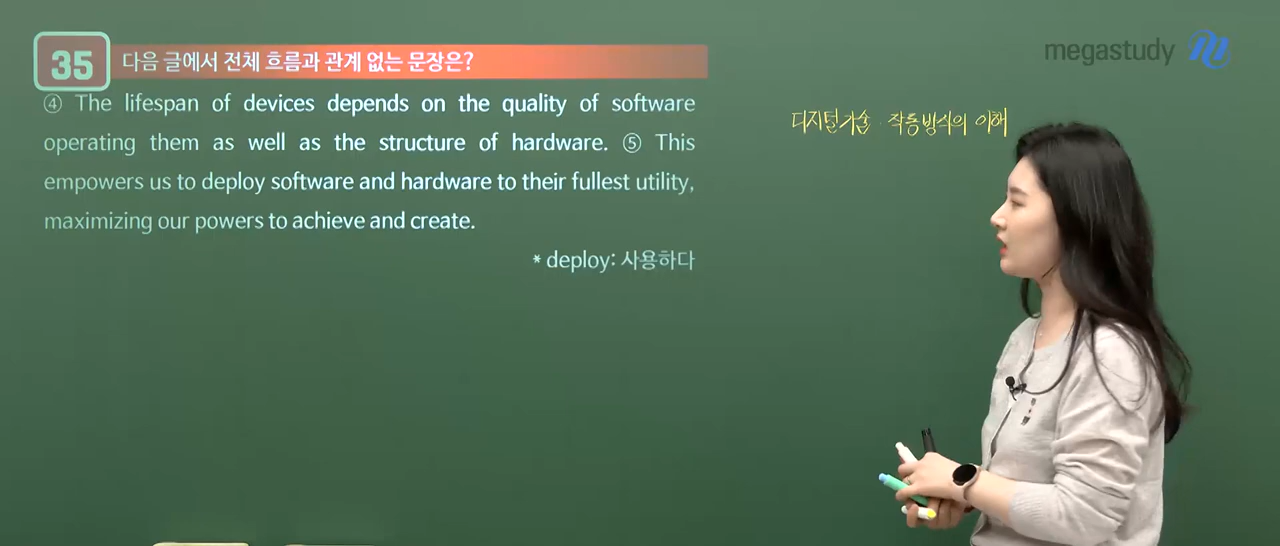 35 다음 글에서 전체 흐름과 관계 없는 문장은?
megastudy
④ The lifespan of devices depends on the quality of software
operating them as well as the structure of hardware. ⑤ This
empowers us to deploy software and hardware to their fullest utility,
maximizing our powers to achieve and create.
* deploy: 사용하다
디지털기술 · 작동방식의 이해